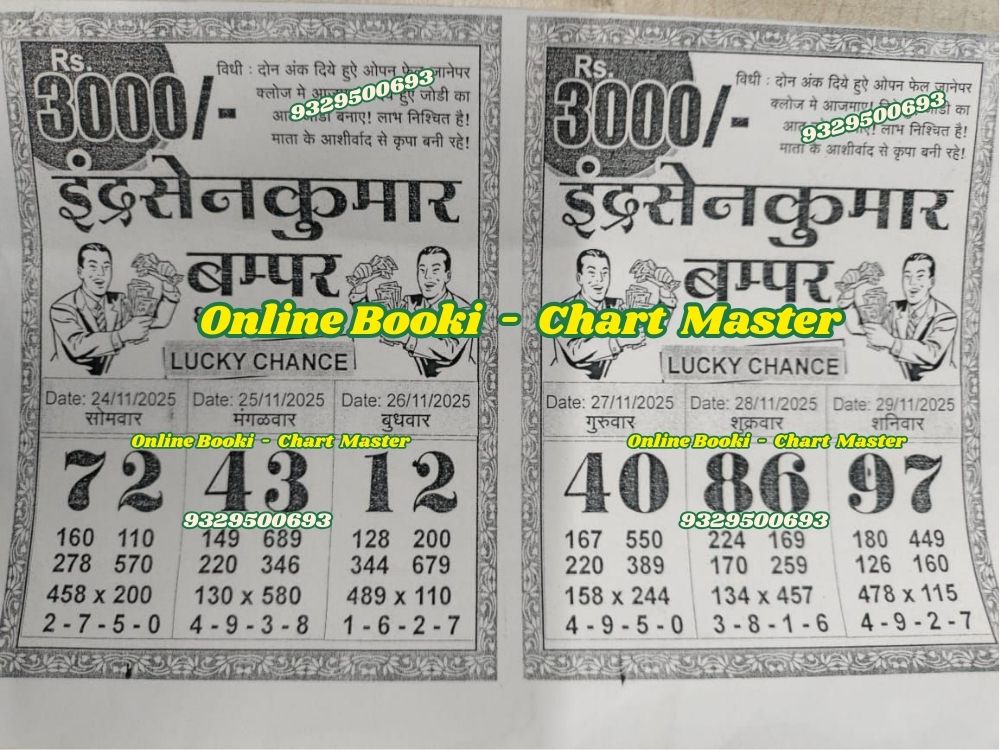 Rs.
3000/-
विधी : दोन अंक दिये हुऐ ओपन फेल जानेपर
क्लोज मे हुए जोडी का
बनाए! लाभ निश्चित है!
माता के आशीर्वाद से कृपा बनी रहे!
9329500693
इंद्रसेनकुमार
बम्पर
LUCKY CHANCE
Date: 24/11/2025 Date: 25/11/2025 Date: 26/11/2025
सोमवार मंगळवार बुधवार
Online Booki - Chart Master
72 43 12
9329500693
160 110 149 689 128 200
278 570 220 346 344 679
458 x 200 130 x 580 489 x 110
2-7-5-0 4-9-3-8 1-6-2-7
Online Booki - Chart Master
Rs.
3000/-
विधी : दोन अंक दिये हुऐ ओपन फेल जानेपर
क्लोज मे का
लाभ निश्चित है!
माता के आशीर्वाद से कृपा बनी रहे!
9329500693
इंद्रसेनकुमार
बम्पर
LUCKY CHANCE
Date: 27/11/2025 Date: 28/11/2025 Date: 29/11/2025
गुरुवार शुक्रवार शनिवार
Online Booki - Chart Master
40 86 97
9329500693
167 550 224 169 180 449
220 389 170 259 126 160
158 x 244 134 x 457 478 x 115
4-9-5-0 3-8-1-6 4-9-2-7